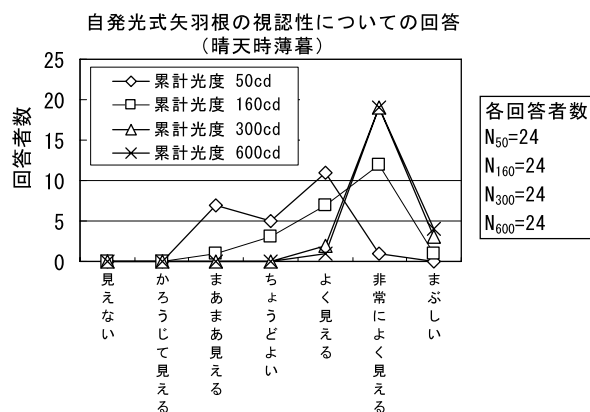 自発光式矢羽根の視認性についての回答
（晴天時薄暮）
25
20
15
10
5
0
回答者数
累計光度 50cd
累計光度 160cd
累計光度 300cd
累計光度 600cd
各回答者数
N50=24
N160=24
N300=24
N600=24
見えない
かろうじて見える
まあまあ見える
ちょうどよい
よく見える
非常によく見える
まぶしい